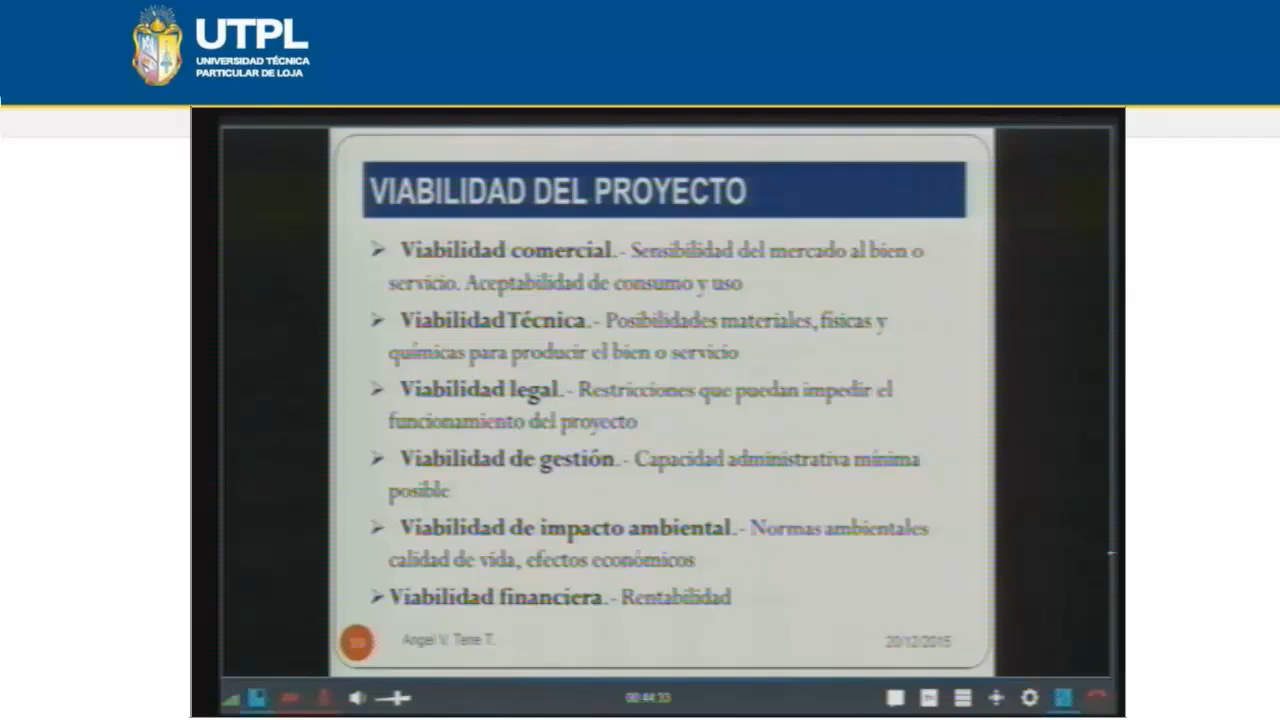 UTPL
UNIVERSIDAD TÉCNICA
PARTICULAR DE LOJA
VIABILIDAD DEL PROYECTO
➤ Viabilidad comercial.- Sensibilidad del mercado al bien o
servicio. Aceptabilidad de consumo y uso
➤ Viabilidad Técnica.- Posibilidades materiales, físicas y
químicas para producir el bien o servicio
➤ Viabilidad legal.- Restricciones que puedan impedir el
funcionamiento del proyecto
➤ Viabilidad de gestión.- Capacidad administrativa mínima
posible
➤ Viabilidad de impacto ambiental.- Normas ambientales
calidad de vida, efectos económicos
➤ Viabilidad financiera.- Rentabilidad
Angel V. Tene T.
20/12/2015
00:44:33